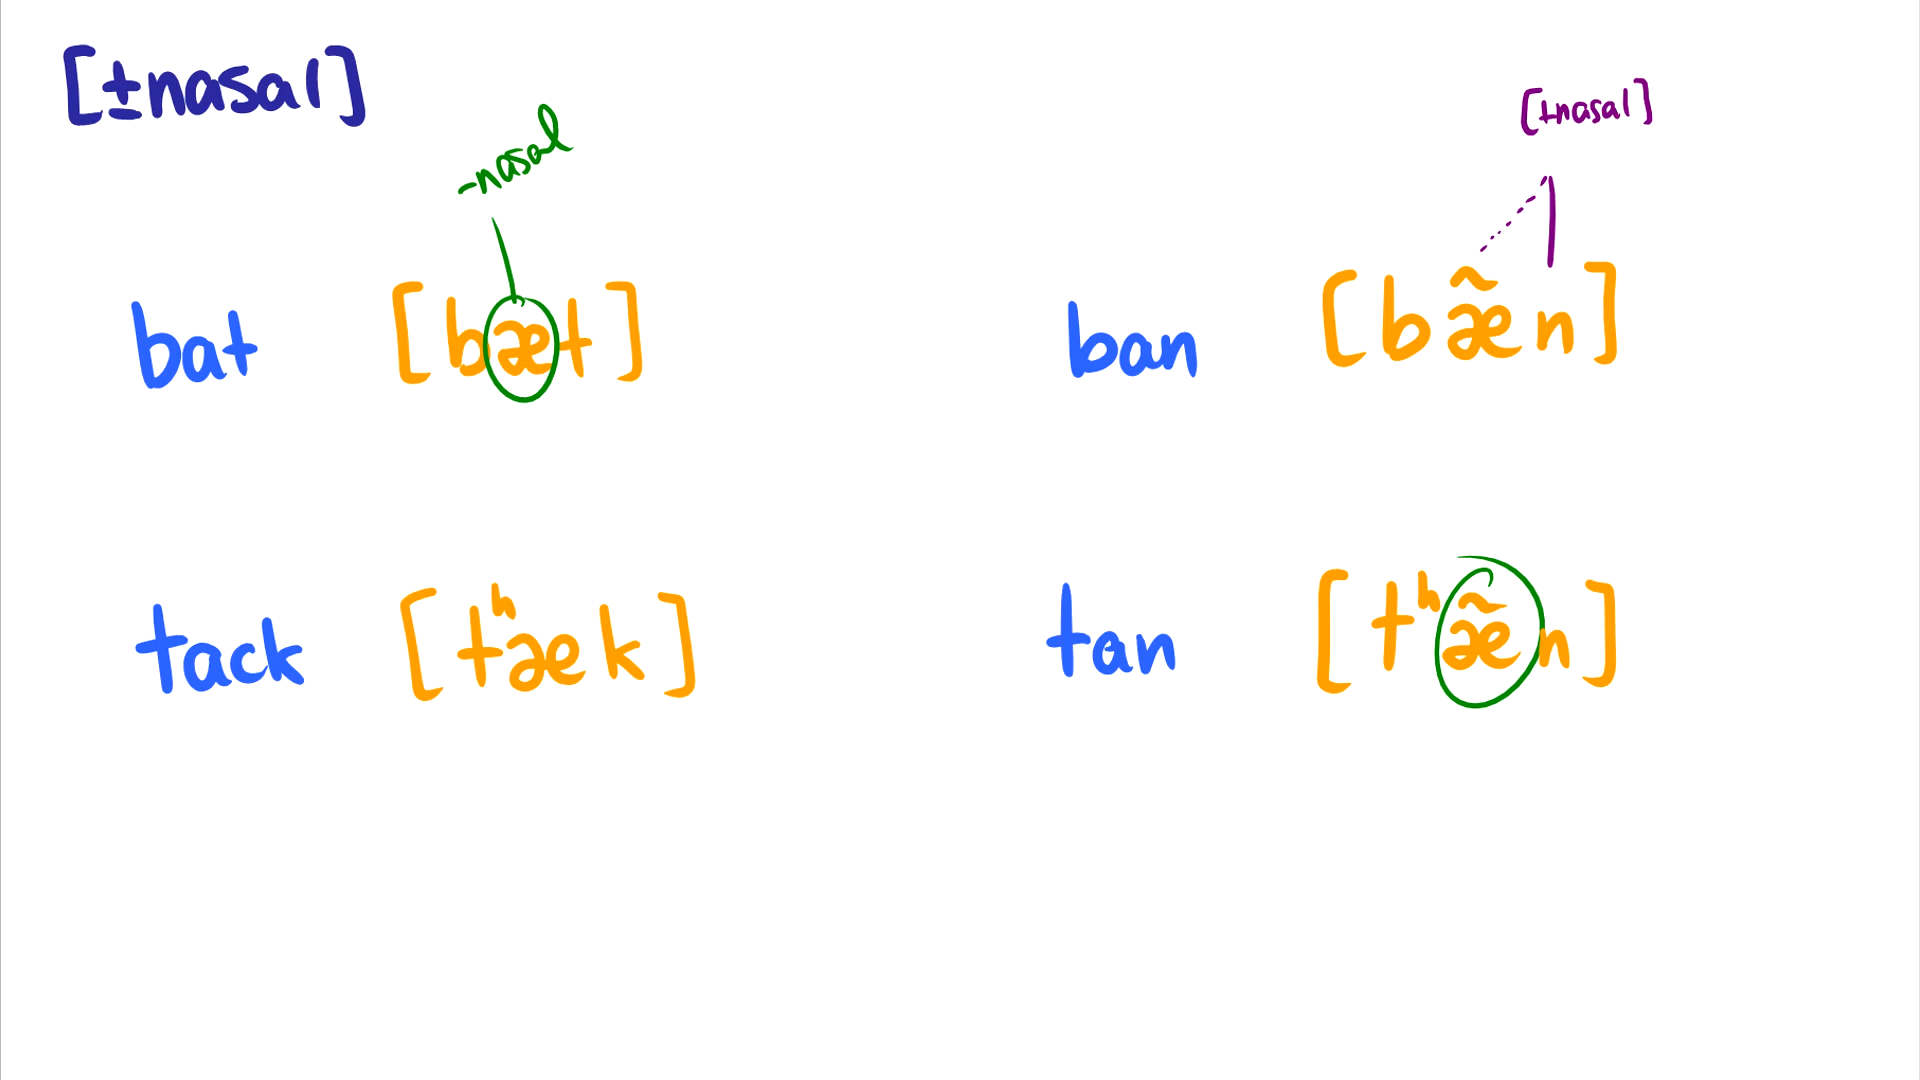 [±nasal]
[+nasal]
-nasal
bat [bæt]
ban [bæ̃n]
tack [tʰæk]
tan [tʰæ̃n]